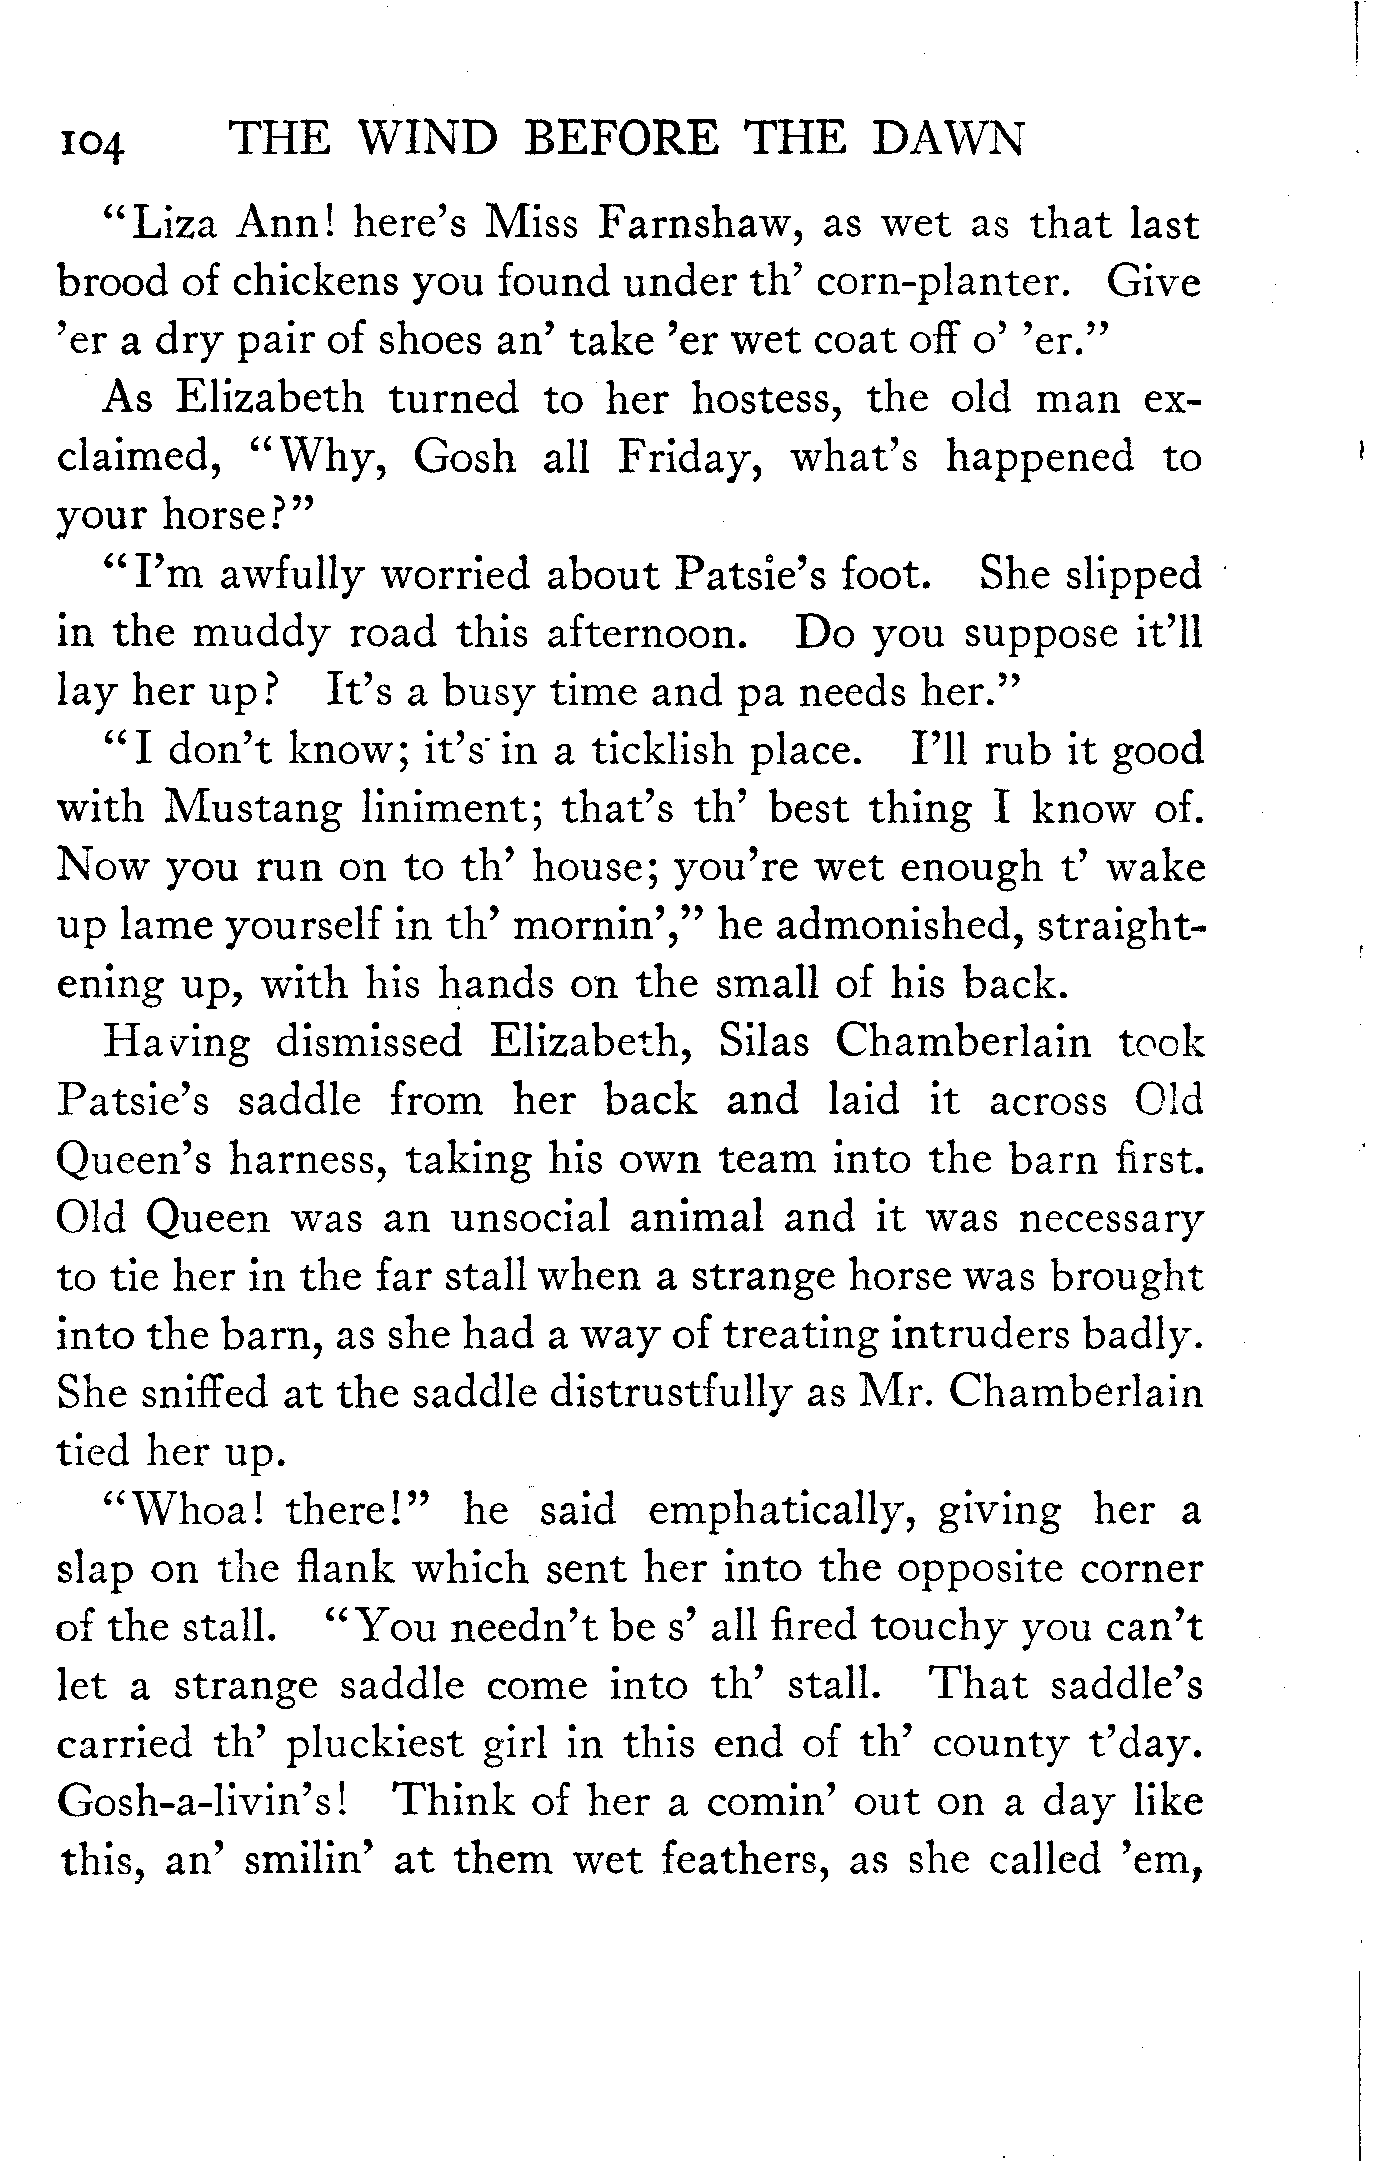 104 THE WIND BEFORE THE DAWN
“Liza Ann! here’s Miss Farnshaw, as wet as that last
brood of chickens you found under th’ corn-planter. Give
’er a dry pair of shoes an’ take ’er wet coat off o’ ’er.”
As Elizabeth turned to her hostess, the old man ex-
claimed, “Why, Gosh all Friday, what’s happened to
your horse?”
“I’m awfully worried about Patsie’s foot. She slipped
in the muddy road this afternoon. Do you suppose it’ll
lay her up? It’s a busy time and pa needs her.”
“I don’t know; it’s in a ticklish place. I’ll rub it good
with Mustang liniment; that’s th’ best thing I know of.
Now you run on to th’ house; you’re wet enough t’ wake
up lame yourself in th’ mornin’,” he admonished, straight-
ening up, with his hands on the small of his back.
Having dismissed Elizabeth, Silas Chamberlain took
Patsie’s saddle from her back and laid it across Old
Queen’s harness, taking his own team into the barn first.
Old Queen was an unsocial animal and it was necessary
to tie her in the far stall when a strange horse was brought
into the barn, as she had a way of treating intruders badly.
She sniffed at the saddle distrustfully as Mr. Chamberlain
tied her up.
“Whoa! there!” he said emphatically, giving her a
slap on the flank which sent her into the opposite corner
of the stall. “You needn’t be s’ all fired touchy you can’t
let a strange saddle come into th’ stall. That saddle’s
carried th’ pluckiest girl in this end of th’ county t’day.
Gosh-a-livin’s! Think of her a comin’ out on a day like
this, an’ smilin’ at them wet feathers, as she called ’em,